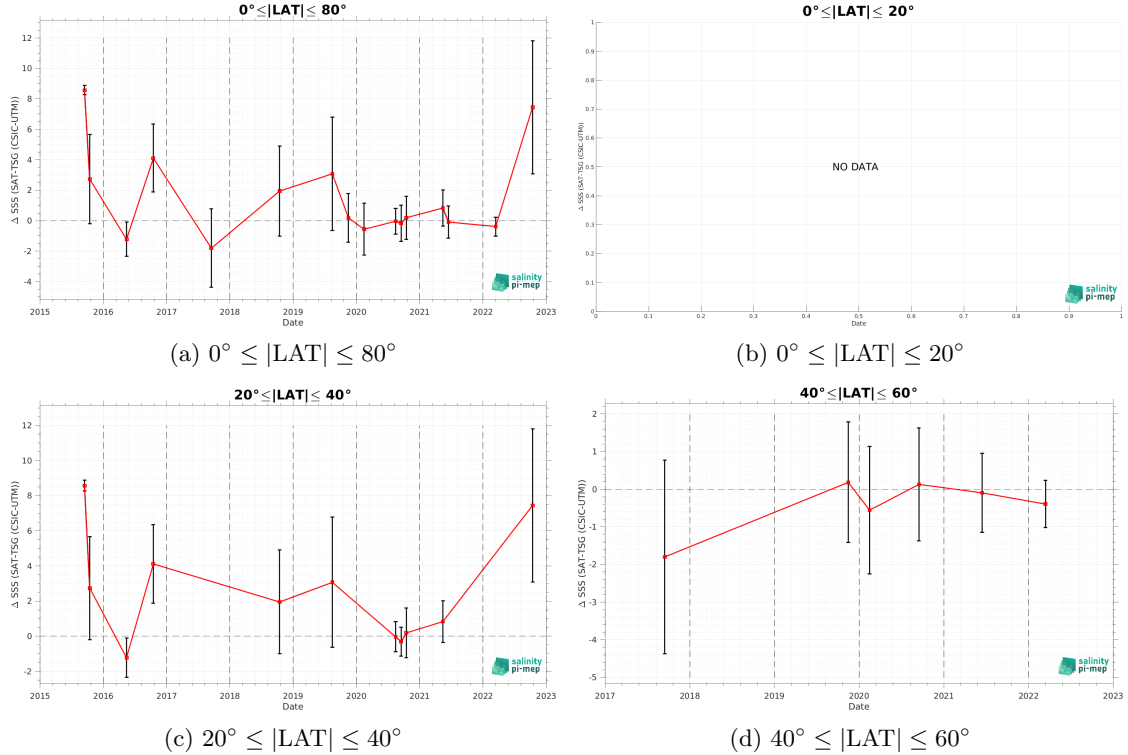 0°≤|LAT|≤ 80°
Δ SSS (SAT-TSG (CSIC-UTM))
12
10
8
6
4
2
0
-2
-4
2015 2016 2017 2018 2019 2020 2021 2022 2023
Date
salinity
pi-mep
(a) 0° ≤ |LAT| ≤ 80°
0°≤|LAT|≤ 20°
Δ SSS (SAT-TSG (CSIC-UTM))
1
0.9
0.8
0.7
0.6
0.5
0.4
0.3
0.2
0.1
0
NO DATA
0 0.1 0.2 0.3 0.4 0.5 0.6 0.7 0.8 0.9 1
Date
salinity
pi-mep
(b) 0° ≤ |LAT| ≤ 20°
20°≤|LAT|≤ 40°
Δ SSS (SAT-TSG (CSIC-UTM))
12
10
8
6
4
2
0
-2
2015 2016 2017 2018 2019 2020 2021 2022 2023
Date
salinity
pi-mep
(c) 20° ≤ |LAT| ≤ 40°
40°≤|LAT|≤ 60°
Δ SSS (SAT-TSG (CSIC-UTM))
2
1
0
-1
-2
-3
-4
-5
2017 2018 2019 2020 2021 2022 2023
Date
salinity
pi-mep
(d) 40° ≤ |LAT| ≤ 60°